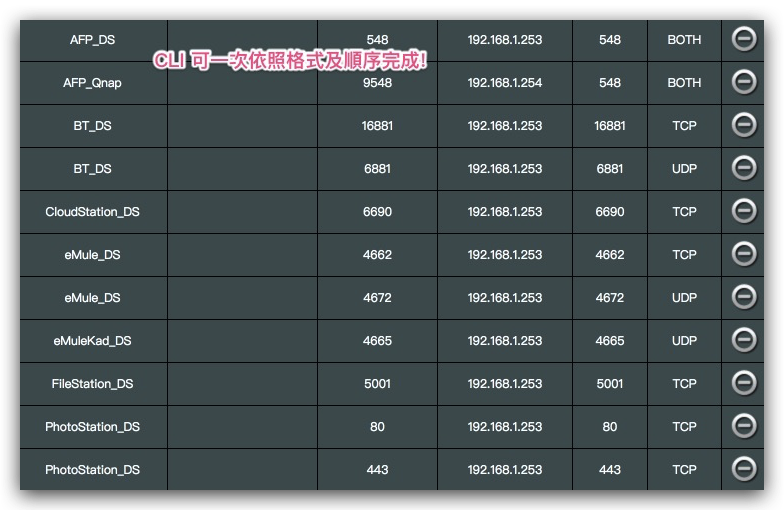 AFP_DS 548 192.168.1.253 548 BOTH
CLI 可一次依照格式及順序完成!
AFP_Qnap 9548 192.168.1.254 548 BOTH
BT_DS 16881 192.168.1.253 16881 TCP
BT_DS 6881 192.168.1.253 6881 UDP
CloudStation_DS 6690 192.168.1.253 6690 TCP
eMule_DS 4662 192.168.1.253 4662 TCP
eMule_DS 4672 192.168.1.253 4672 UDP
eMuleKad_DS 4665 192.168.1.253 4665 UDP
FileStation_DS 5001 192.168.1.253 5001 TCP
PhotoStation_DS 80 192.168.1.253 80 TCP
PhotoStation_DS 443 192.168.1.253 443 TCP